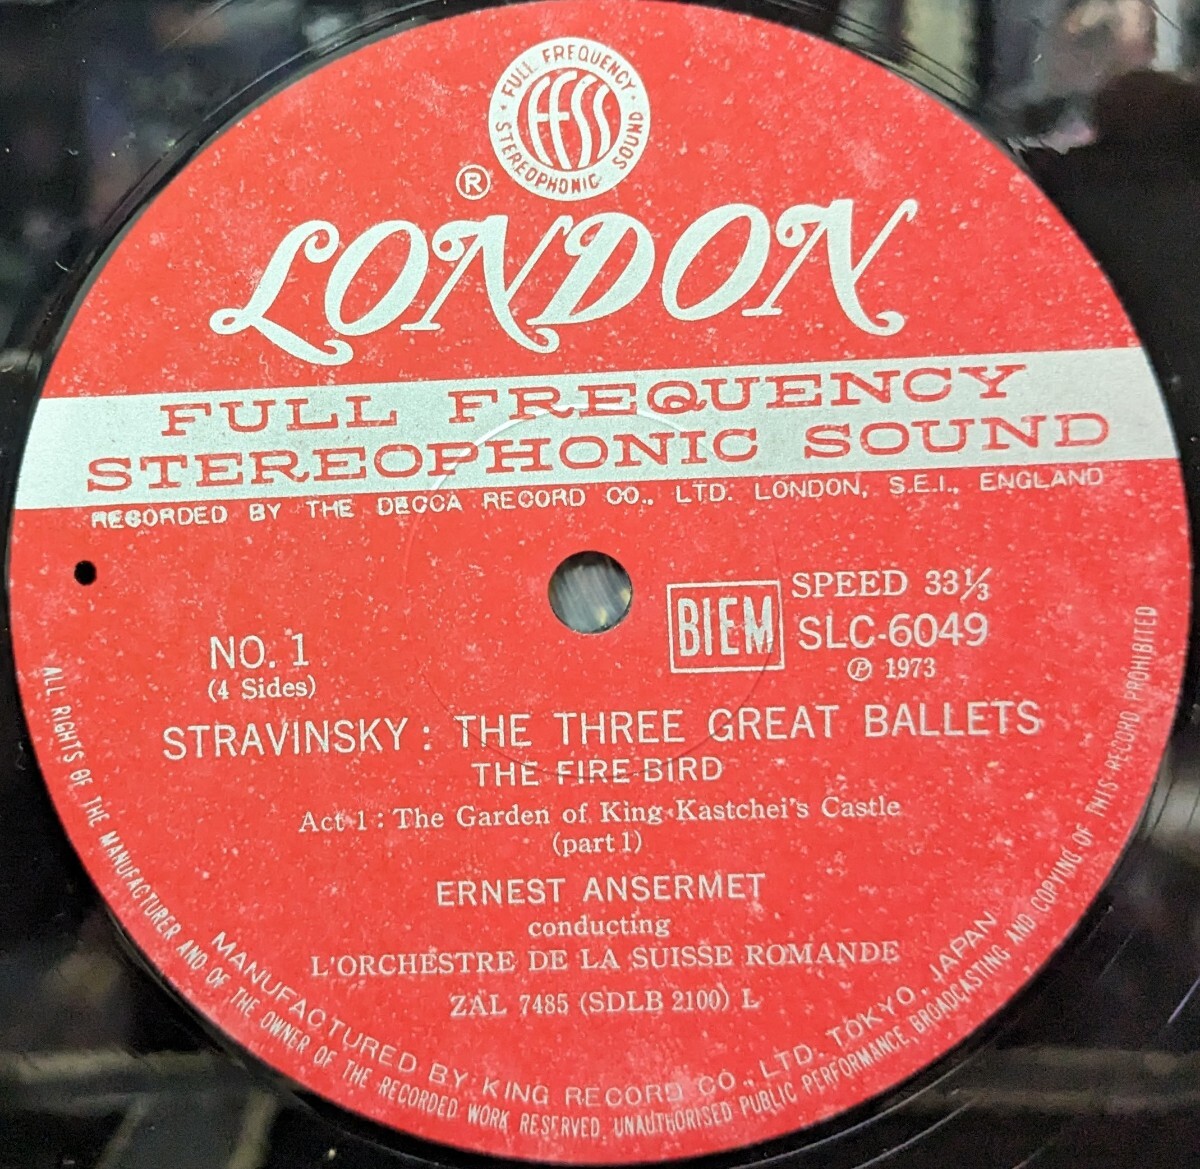 FULL FREQUENCY
STEREOPHONIC SOUND
FFSS
®
LONDON
FULL FREQUENCY
STEREOPHONIC SOUND
RECORDED BY THE DECCA RECORD CO., LTD. LONDON, S.E.I., ENGLAND
NO. 1
(4 Sides)
BIEM
SPEED 33⅓
SLC-6049
℗ 1973
STRAVINSKY : THE THREE GREAT BALLETS
THE FIRE-BIRD
Act 1 : The Garden of King Kastchei's Castle
(part 1)
ERNEST ANSERMET
conducting
L'ORCHESTRE DE LA SUISSE ROMANDE
ZAL 7485 (SDLB 2100) L
MANUFACTURED BY KING RECORD CO., LTD. TOKYO, JAPAN
ALL RIGHTS OF THE MANUFACTURER AND OF THE OWNER OF THE RECORDED WORK RESERVED. UNAUTHORISED PUBLIC PERFORMANCE, BROADCASTING AND COPYING OF THIS RECORD PROHIBITED